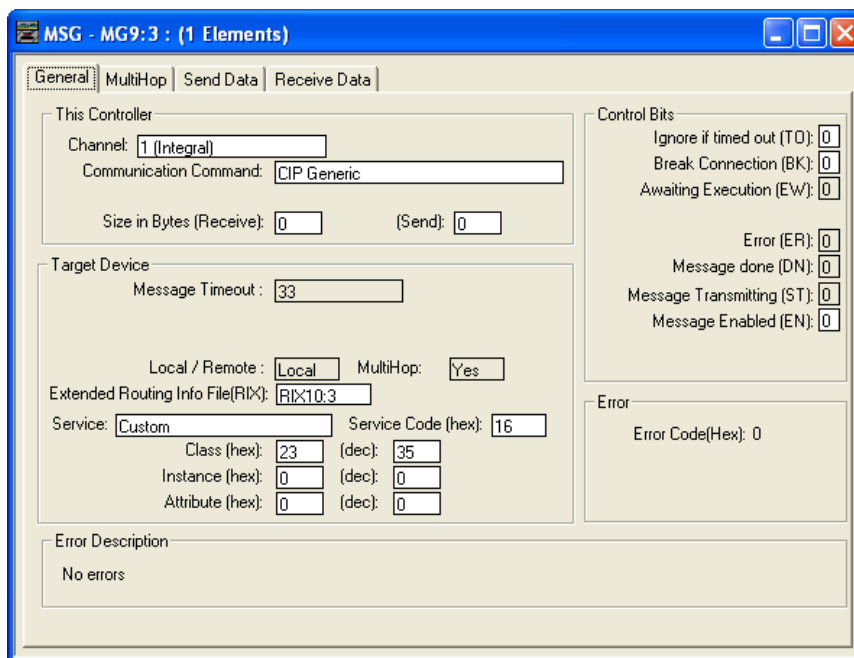 MSG - MG9:3 : (1 Elements)
General MultiHop Send Data Receive Data
This Controller
Channel: 1 (Integral)
Communication Command: CIP Generic
Size in Bytes (Receive): 0 (Send): 0
Target Device
Message Timeout : 33
Local / Remote : Local MultiHop: Yes
Extended Routing Info File(RIX): RIX10:3
Service: Custom Service Code (hex): 16
Class (hex): 23 (dec): 35
Instance (hex): 0 (dec): 0
Attribute (hex): 0 (dec): 0
Control Bits
Ignore if timed out (TO): 0
Break Connection (BK): 0
Awaiting Execution (EW): 0
Error (ER): 0
Message done (DN): 0
Message Transmitting (ST): 0
Message Enabled (EN): 0
Error
Error Code(Hex): 0
Error Description
No errors